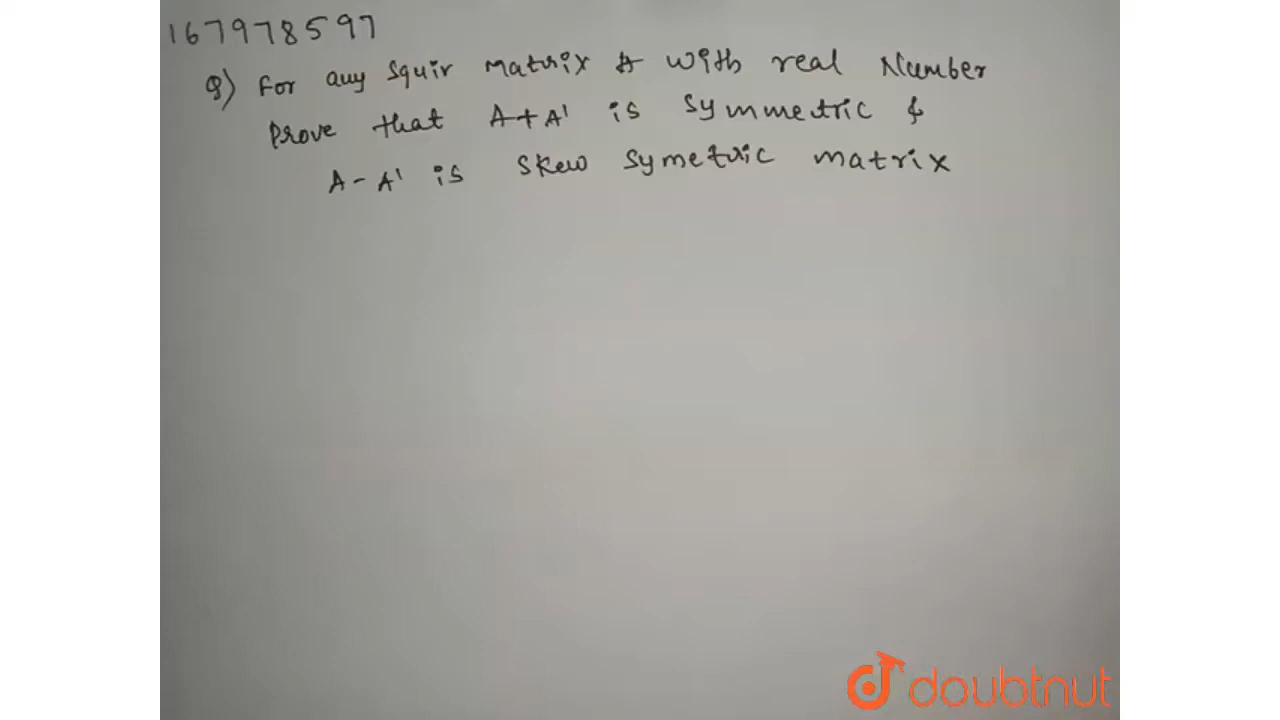 167978597
Q) For any Squir Matrix A with real Number
Prove that A+A' is Symmetric &
A-A' is Skew Symetric matrix
doubtnut